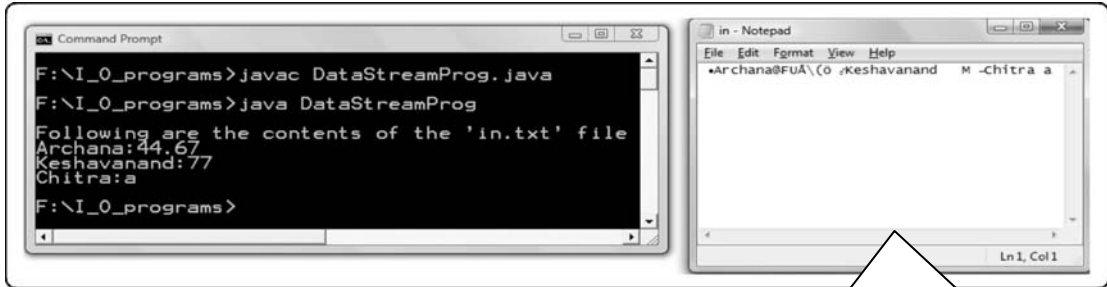 Command Prompt
F:\I_O_programs>javac DataStreamProg.java
F:\I_O_programs>java DataStreamProg
Following are the contents of the 'in.txt' file
Archana:44.67
Keshavanand:77
Chitra:a
F:\I_O_programs>
in - Notepad
File Edit Format View Help
•Archana@FUÅ\(ö Keshavanand M -Chitra a
Ln 1, Col 1